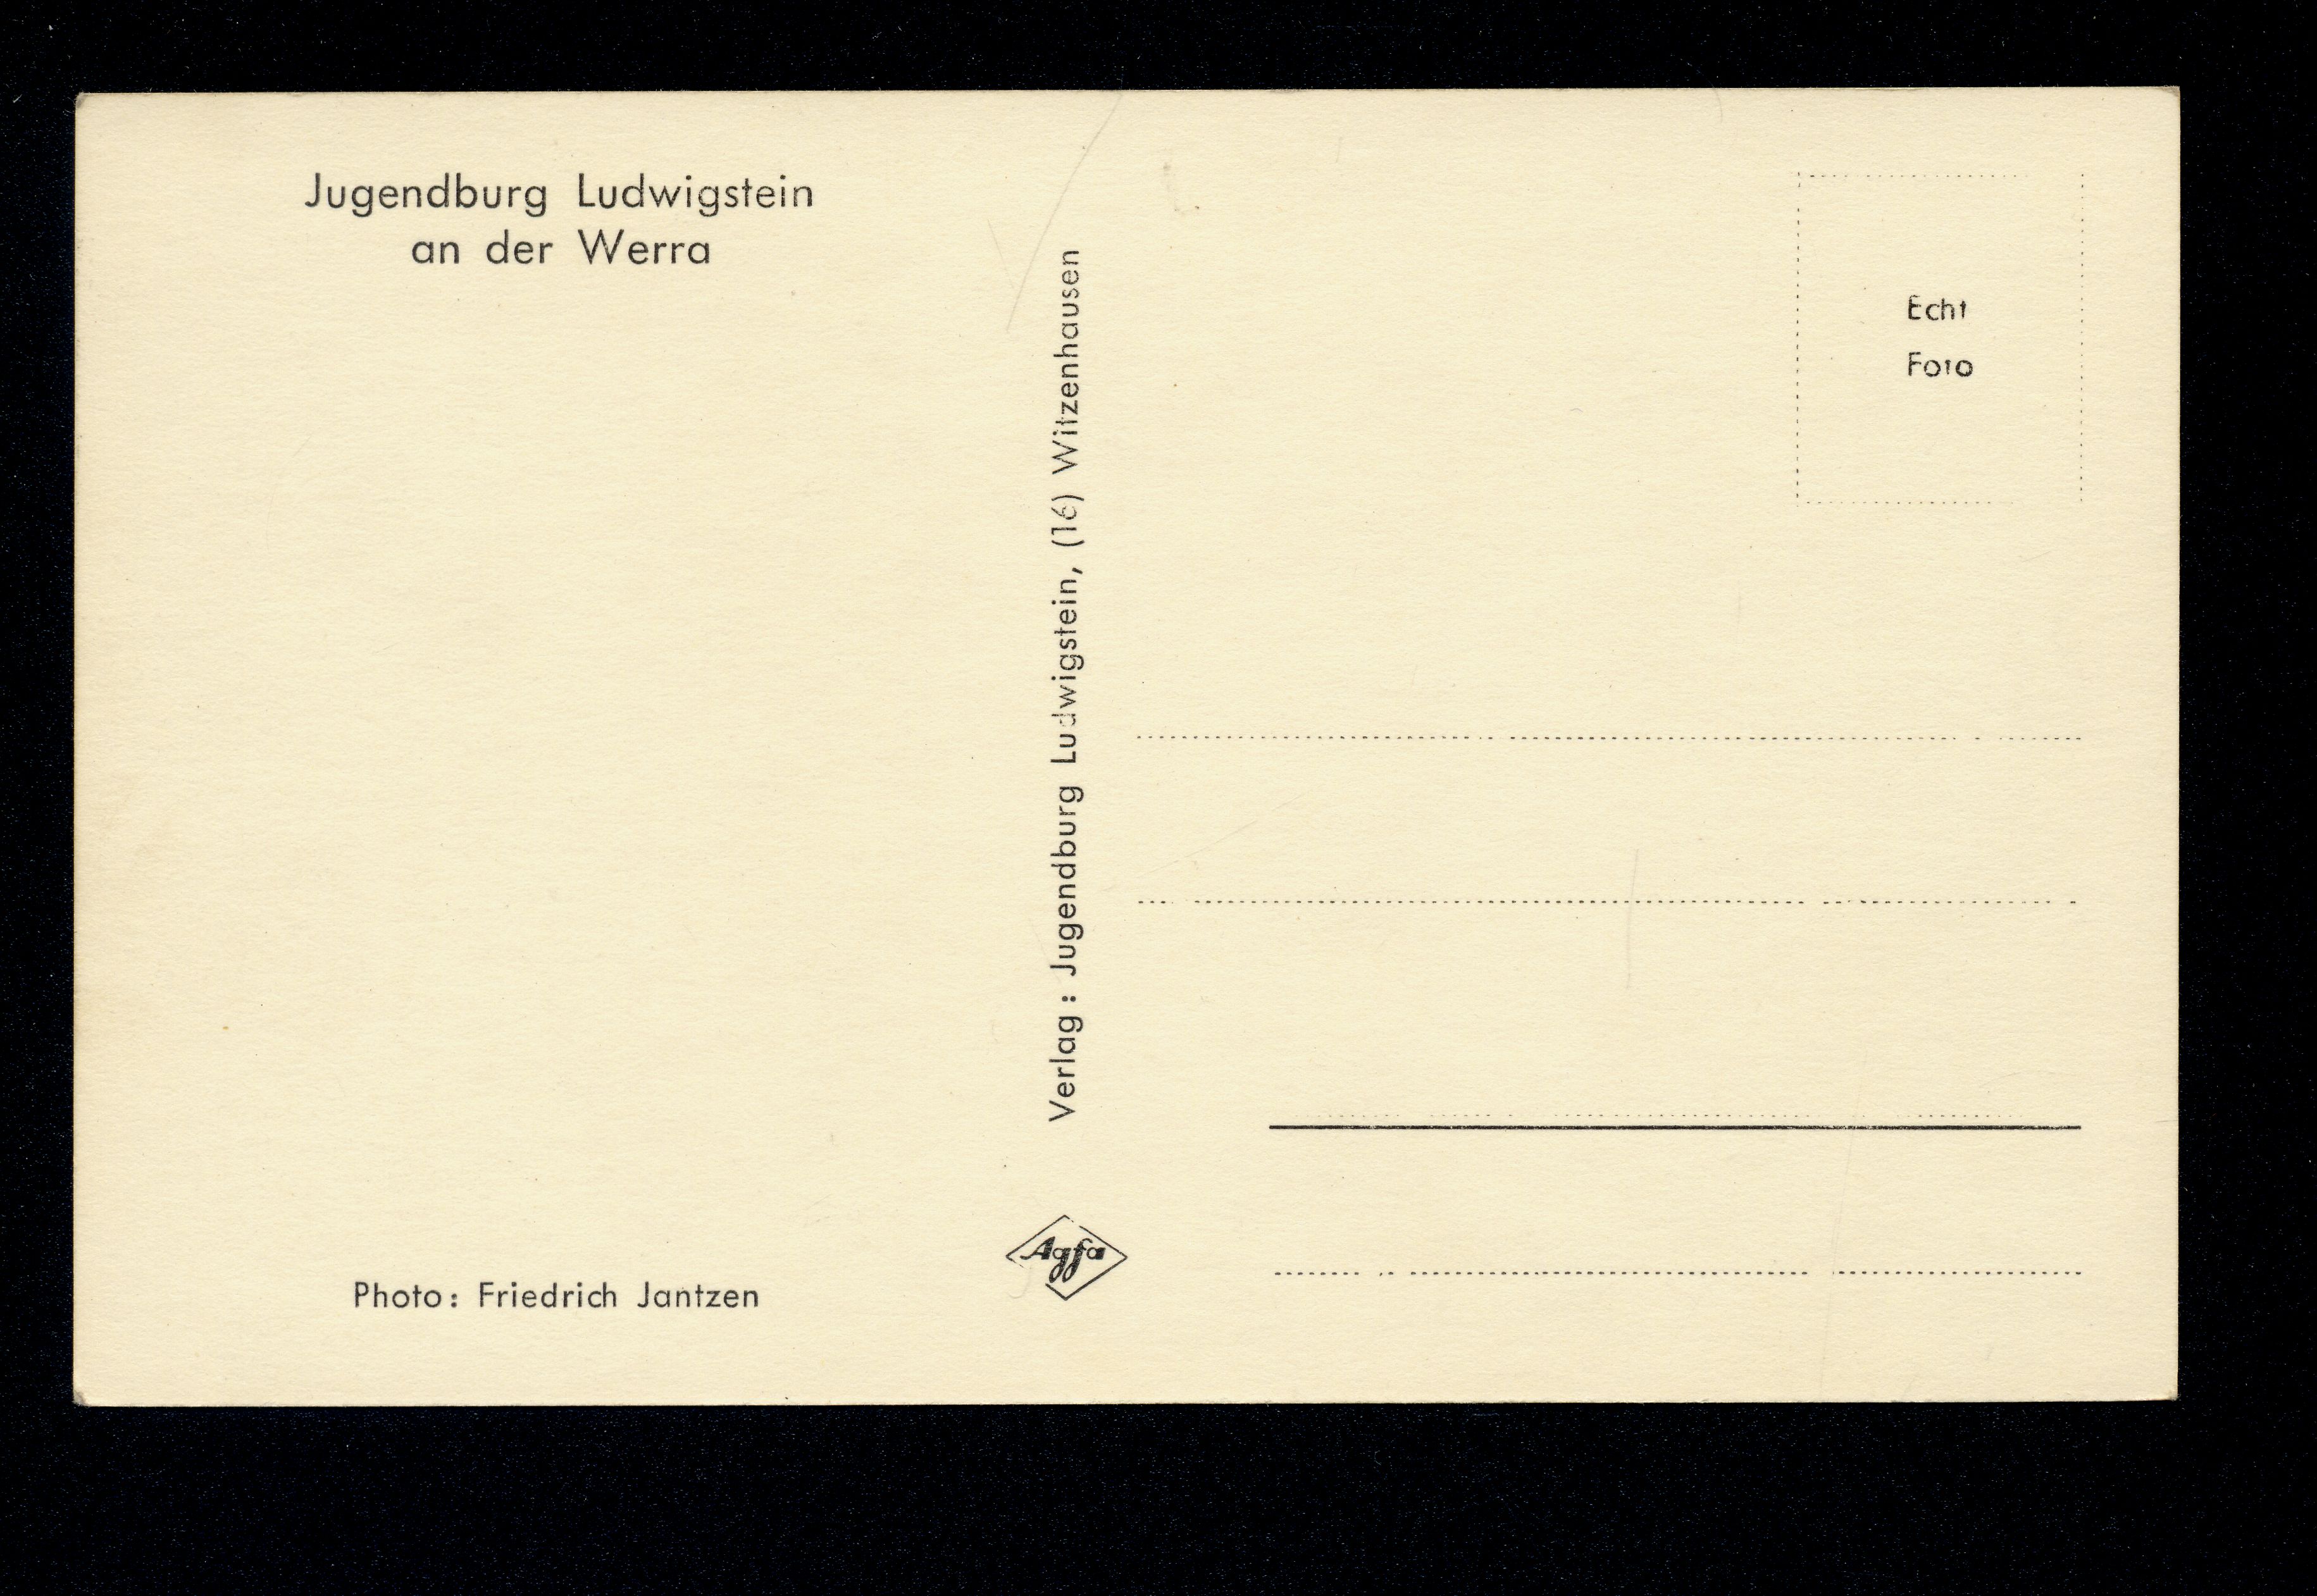 Jugendburg Ludwigstein
an der Werra
Photo: Friedrich Jantzen
Verlag: Jugendburg Ludwigstein, (16) Witzenhausen
Agfa
Echt
Foto